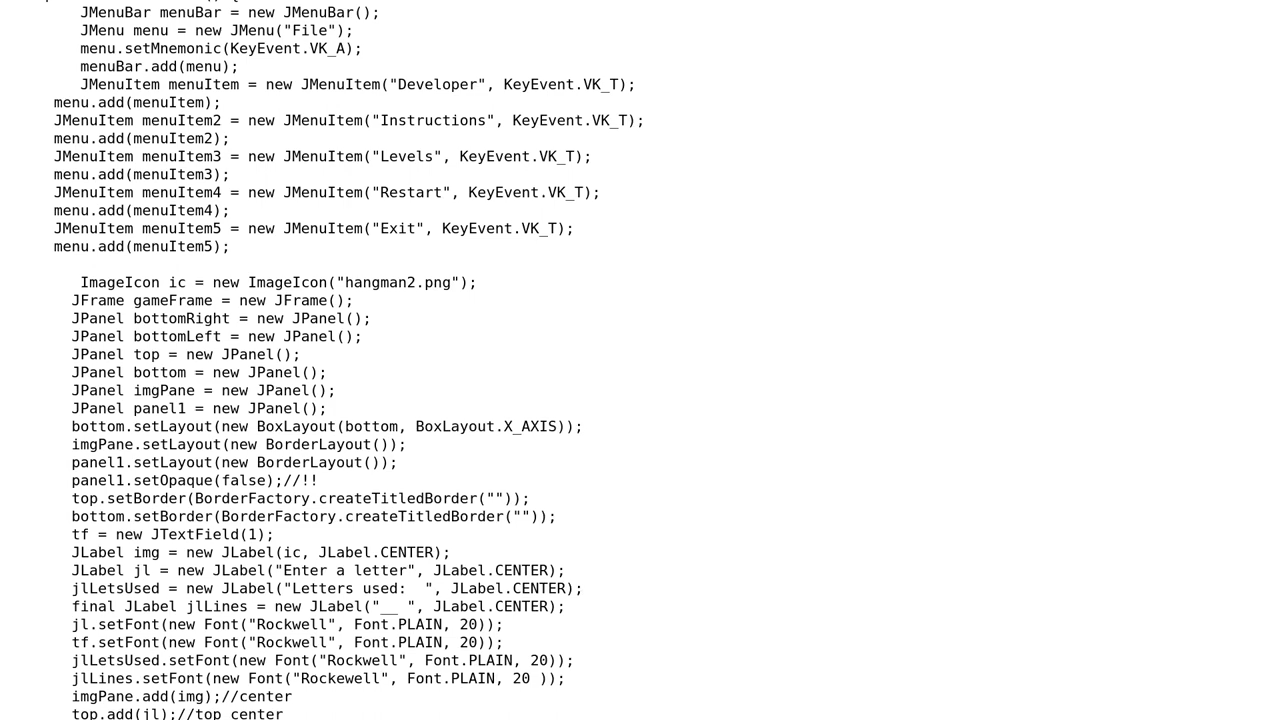 JMenuBar menuBar = new JMenuBar();
JMenu menu = new JMenu("File");
menu.setMnemonic(KeyEvent.VK_A);
menuBar.add(menu);
JMenuItem menuItem = new JMenuItem("Developer", KeyEvent.VK_T);
menu.add(menuItem);
JMenuItem menuItem2 = new JMenuItem("Instructions", KeyEvent.VK_T);
menu.add(menuItem2);
JMenuItem menuItem3 = new JMenuItem("Levels", KeyEvent.VK_T);
menu.add(menuItem3);
JMenuItem menuItem4 = new JMenuItem("Restart", KeyEvent.VK_T);
menu.add(menuItem4);
JMenuItem menuItem5 = new JMenuItem("Exit", KeyEvent.VK_T);
menu.add(menuItem5);
ImageIcon ic = new ImageIcon("hangman2.png");
JFrame gameFrame = new JFrame();
JPanel bottomRight = new JPanel();
JPanel bottomLeft = new JPanel();
JPanel top = new JPanel();
JPanel bottom = new JPanel();
JPanel imgPane = new JPanel();
JPanel panel1 = new JPanel();
bottom.setLayout(new BoxLayout(bottom, BoxLayout.X_AXIS));
imgPane.setLayout(new BorderLayout());
panel1.setLayout(new BorderLayout());
panel1.setOpaque(false);//!!
top.setBorder(BorderFactory.createTitledBorder(""));
bottom.setBorder(BorderFactory.createTitledBorder(""));
tf = new JTextField(1);
JLabel img = new JLabel(ic, JLabel.CENTER);
JLabel jl = new JLabel("Enter a letter", JLabel.CENTER);
jlLetsUsed = new JLabel("Letters used:  ", JLabel.CENTER);
final JLabel jlLines = new JLabel("__ ", JLabel.CENTER);
jl.setFont(new Font("Rockwell", Font.PLAIN, 20));
tf.setFont(new Font("Rockwell", Font.PLAIN, 20));
jlLetsUsed.setFont(new Font("Rockwell", Font.PLAIN, 20));
jlLines.setFont(new Font("Rockewell", Font.PLAIN, 20 ));
imgPane.add(img);//center
top.add(jl);//top center